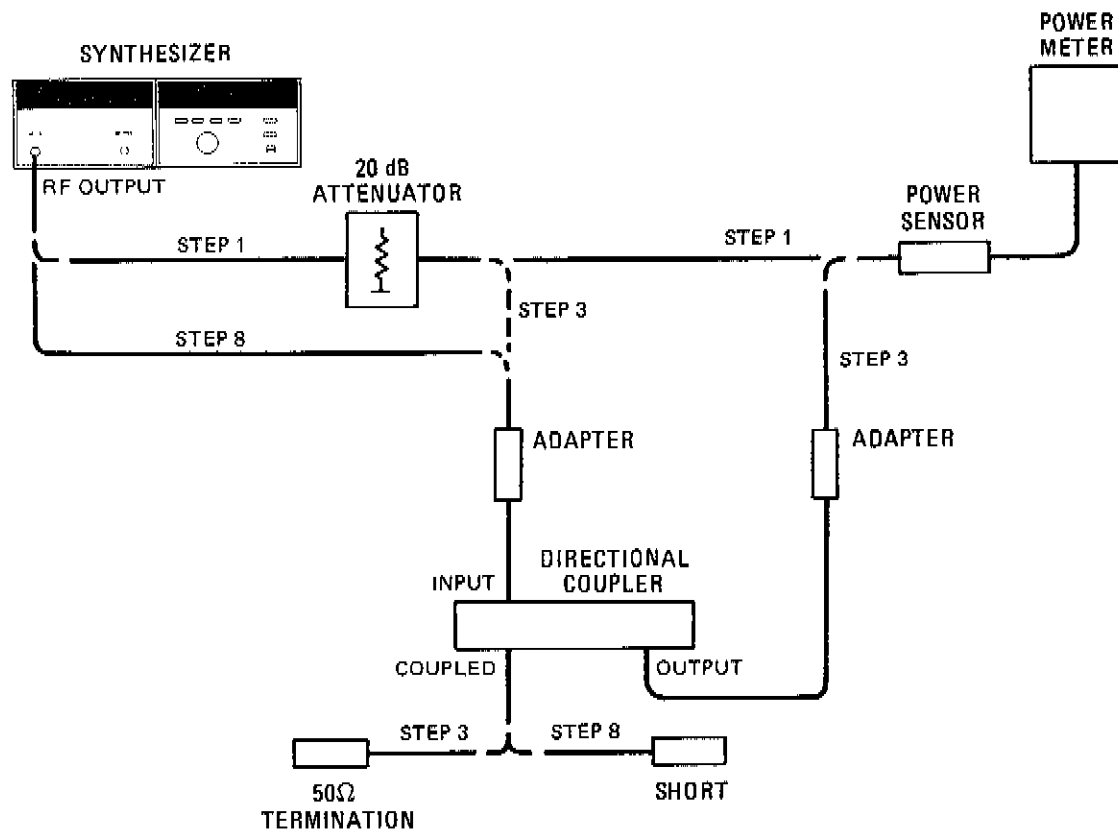 SYNTHESIZER
POWER
METER
RF OUTPUT
20 dB
ATTENUATOR
POWER
SENSOR
STEP 1
STEP 1
STEP 3
STEP 8
STEP 3
ADAPTER
ADAPTER
DIRECTIONAL
COUPLER
INPUT
COUPLED
OUTPUT
STEP 3
STEP 8
50Ω
TERMINATION
SHORT